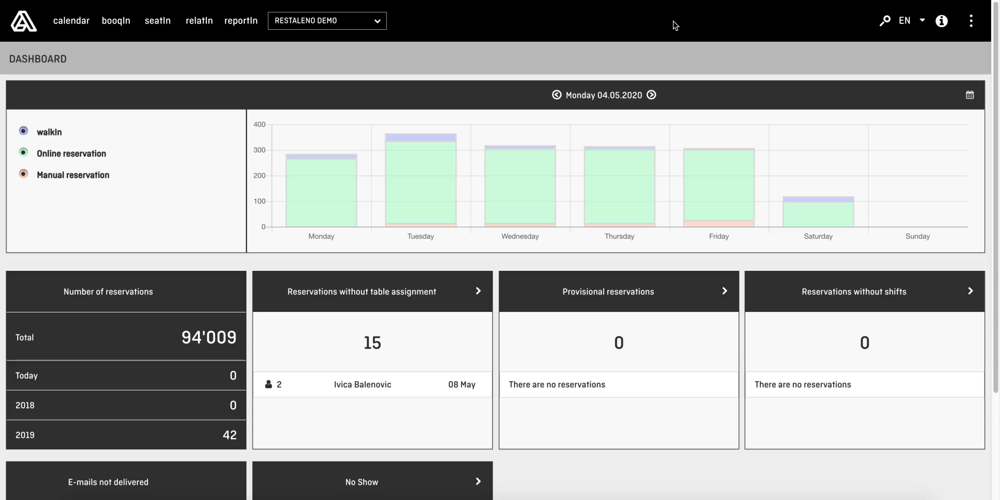 calendar booqIn seatIn relatIn reportIn RESTALENO DEMO EN
DASHBOARD
Monday 04.05.2020
walkIn
Online reservation
Manual reservation
400
300
200
100
0
Monday Tuesday Wednesday Thursday Friday Saturday Sunday
Number of reservations
Total 94'009
Today 0
2018 0
2019 42
Reservations without table assignment
15
2 Ivica Balenovic 08 May
Provisional reservations
0
There are no reservations
Reservations without shifts
0
There are no reservations
E-mails not delivered
No Show